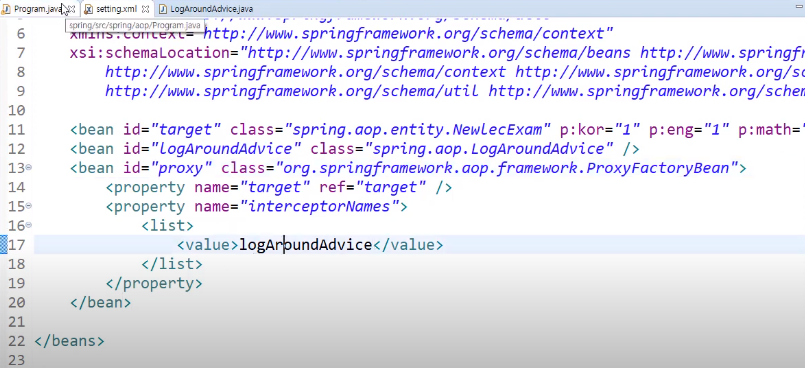 Program.java setting.xml LogAroundAdvice.java
spring/src/spring/aop/Program.java
6 xmlns:context="http://www.springframework.org/schema/context"
7 xsi:schemaLocation="http://www.springframework.org/schema/beans http://www.spring
8 http://www.springframework.org/schema/context http://www.springframework.org/sc
9 http://www.springframework.org/schema/util http://www.springframework.org/schem
10
11 <bean id="target" class="spring.aop.entity.NewlecExam" p:kor="1" p:eng="1" p:math="
12 <bean id="logAroundAdvice" class="spring.aop.LogAroundAdvice" />
13 <bean id="proxy" class="org.springframework.aop.framework.ProxyFactoryBean">
14 <property name="target" ref="target" />
15 <property name="interceptorNames">
16 <list>
17 <value>logAroundAdvice</value>
18 </list>
19 </property>
20 </bean>
21
22 </beans>
23